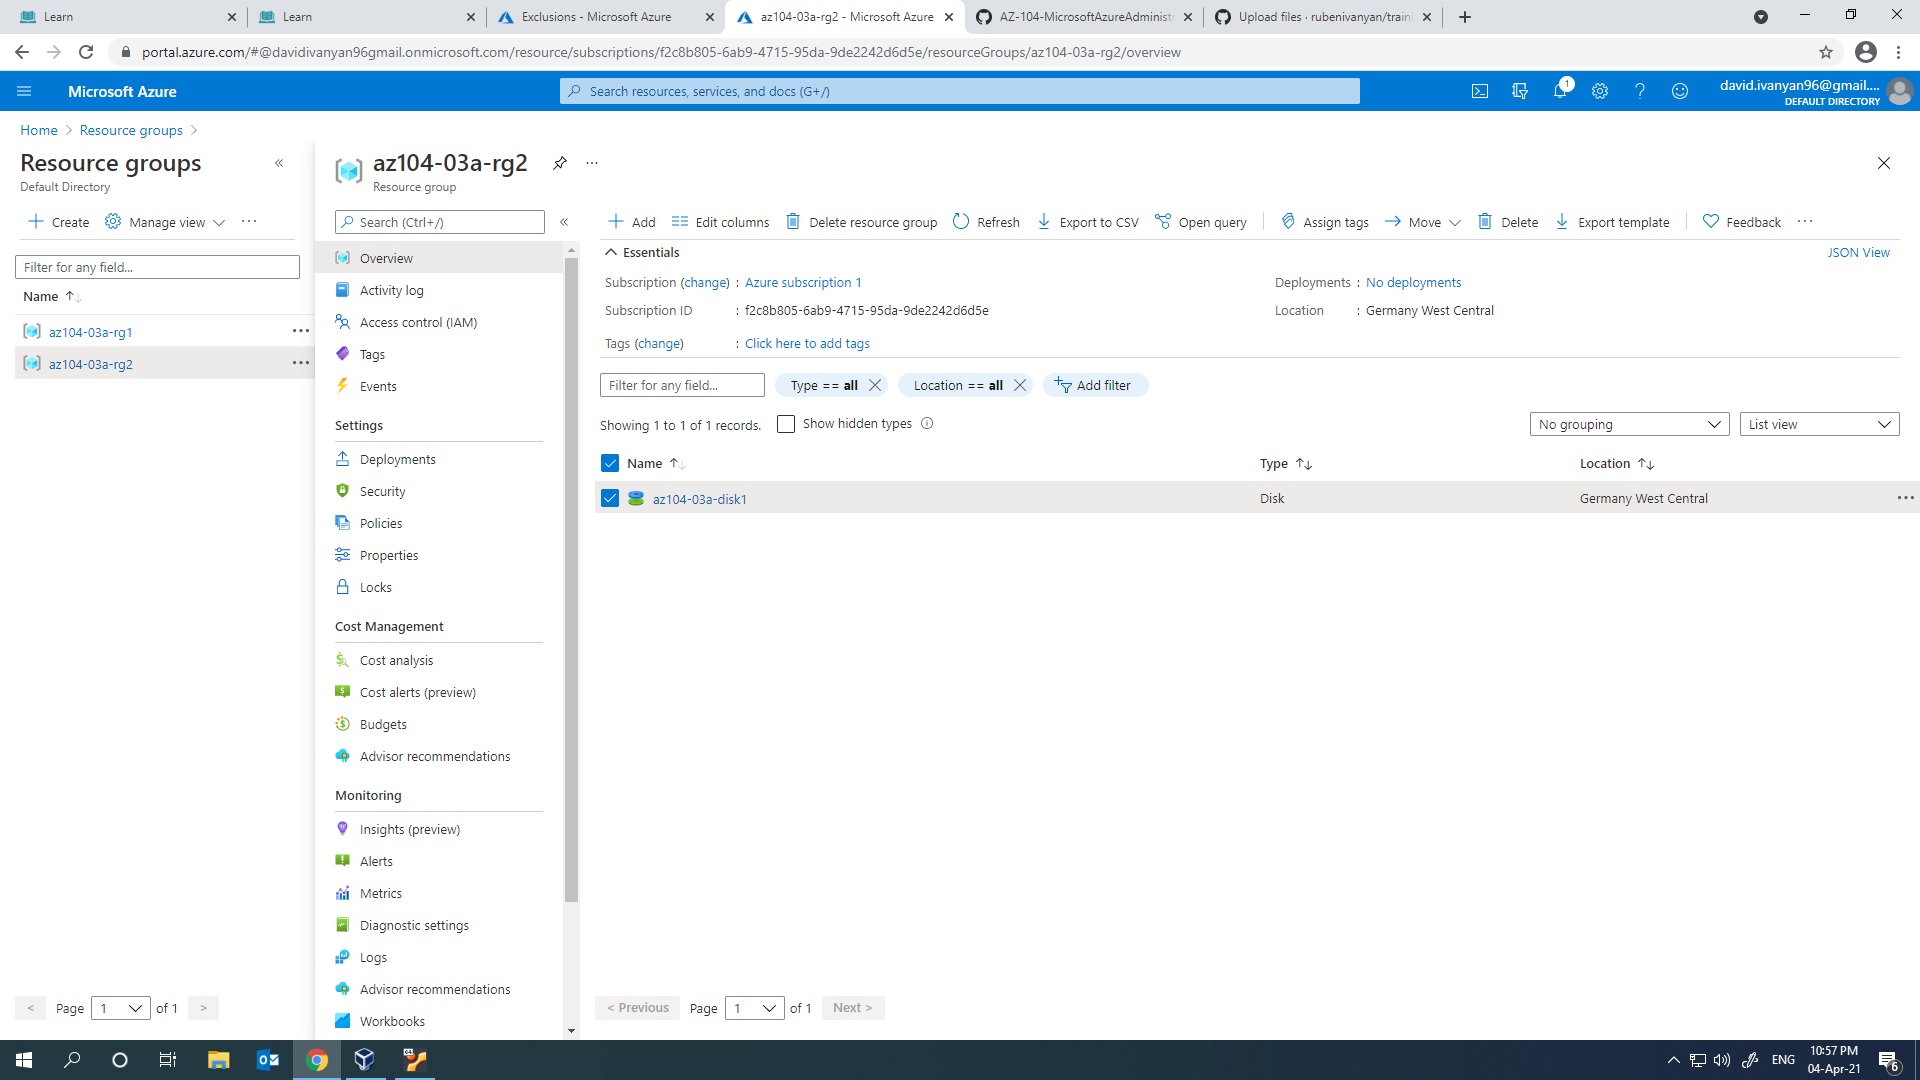 Learn
Learn
Exclusions - Microsoft Azure
az104-03a-rg2 - Microsoft Azure
AZ-104-MicrosoftAzureAdminist
Upload files · rubenivanyan/train
portal.azure.com/#@davidivanyan96gmail.onmicrosoft.com/resource/subscriptions/f2c8b805-6ab9-4715-95da-9de2242d6d5e/resourceGroups/az104-03a-rg2/overview
Microsoft Azure
Search resources, services, and docs (G+/)
1
david.ivanyan96@gmail....
DEFAULT DIRECTORY
Home > Resource groups >
Resource groups
Default Directory
Create
Manage view
Filter for any field...
Name
az104-03a-rg1
az104-03a-rg2
< Page 1 of 1 >
az104-03a-rg2
Resource group
Search (Ctrl+/)
Overview
Activity log
Access control (IAM)
Tags
Events
Settings
Deployments
Security
Policies
Properties
Locks
Cost Management
Cost analysis
Cost alerts (preview)
Budgets
Advisor recommendations
Monitoring
Insights (preview)
Alerts
Metrics
Diagnostic settings
Logs
Advisor recommendations
Workbooks
Add
Edit columns
Delete resource group
Refresh
Export to CSV
Open query
Assign tags
Move
Delete
Export template
Feedback
Essentials
JSON View
Subscription (change) : Azure subscription 1
Deployments : No deployments
Subscription ID : f2c8b805-6ab9-4715-95da-9de2242d6d5e
Location : Germany West Central
Tags (change) : Click here to add tags
Filter for any field...
Type == all
Location == all
Add filter
Showing 1 to 1 of 1 records.
Show hidden types
No grouping
List view
Name
Type
Location
az104-03a-disk1
Disk
Germany West Central
< Previous
Page 1 of 1
Next >
ENG
10:57 PM
04-Apr-21
6